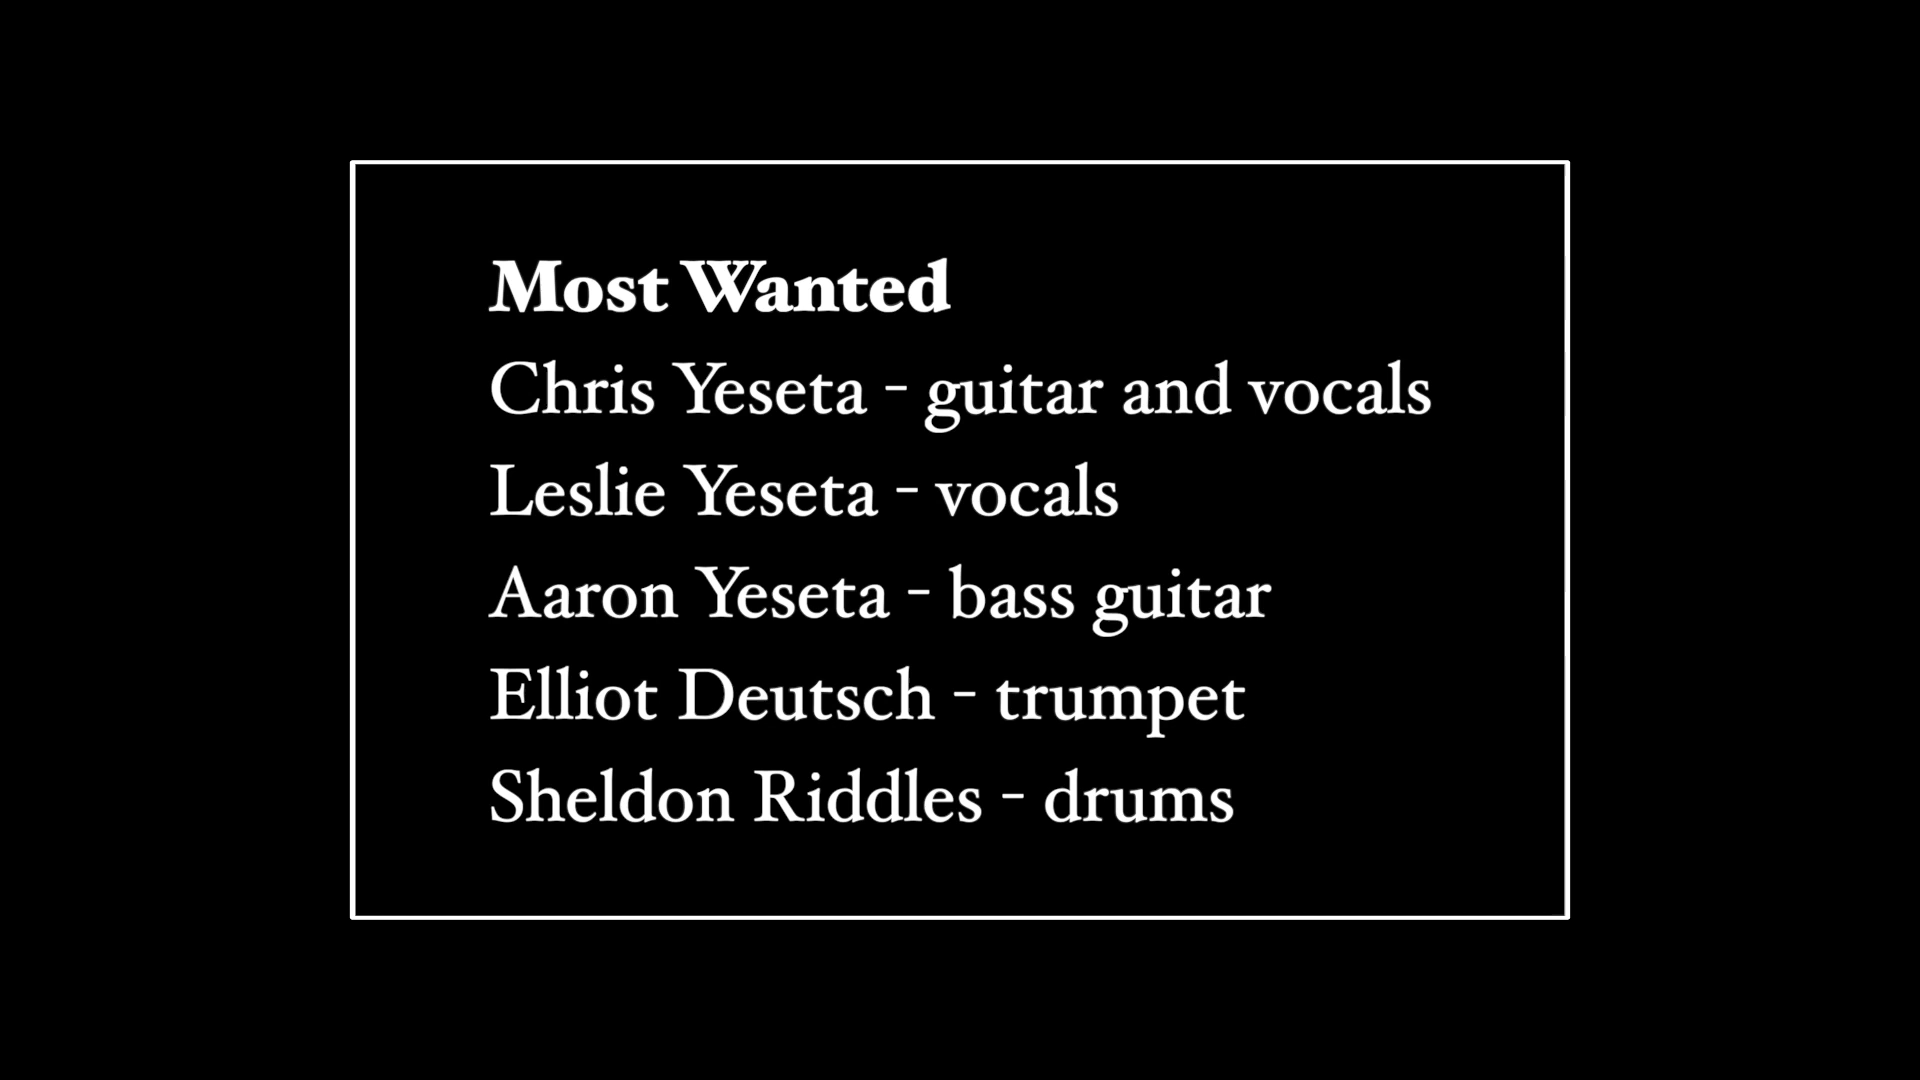 Most Wanted
Chris Yeseta - guitar and vocals
Leslie Yeseta - vocals
Aaron Yeseta - bass guitar
Elliot Deutsch - trumpet
Sheldon Riddles - drums